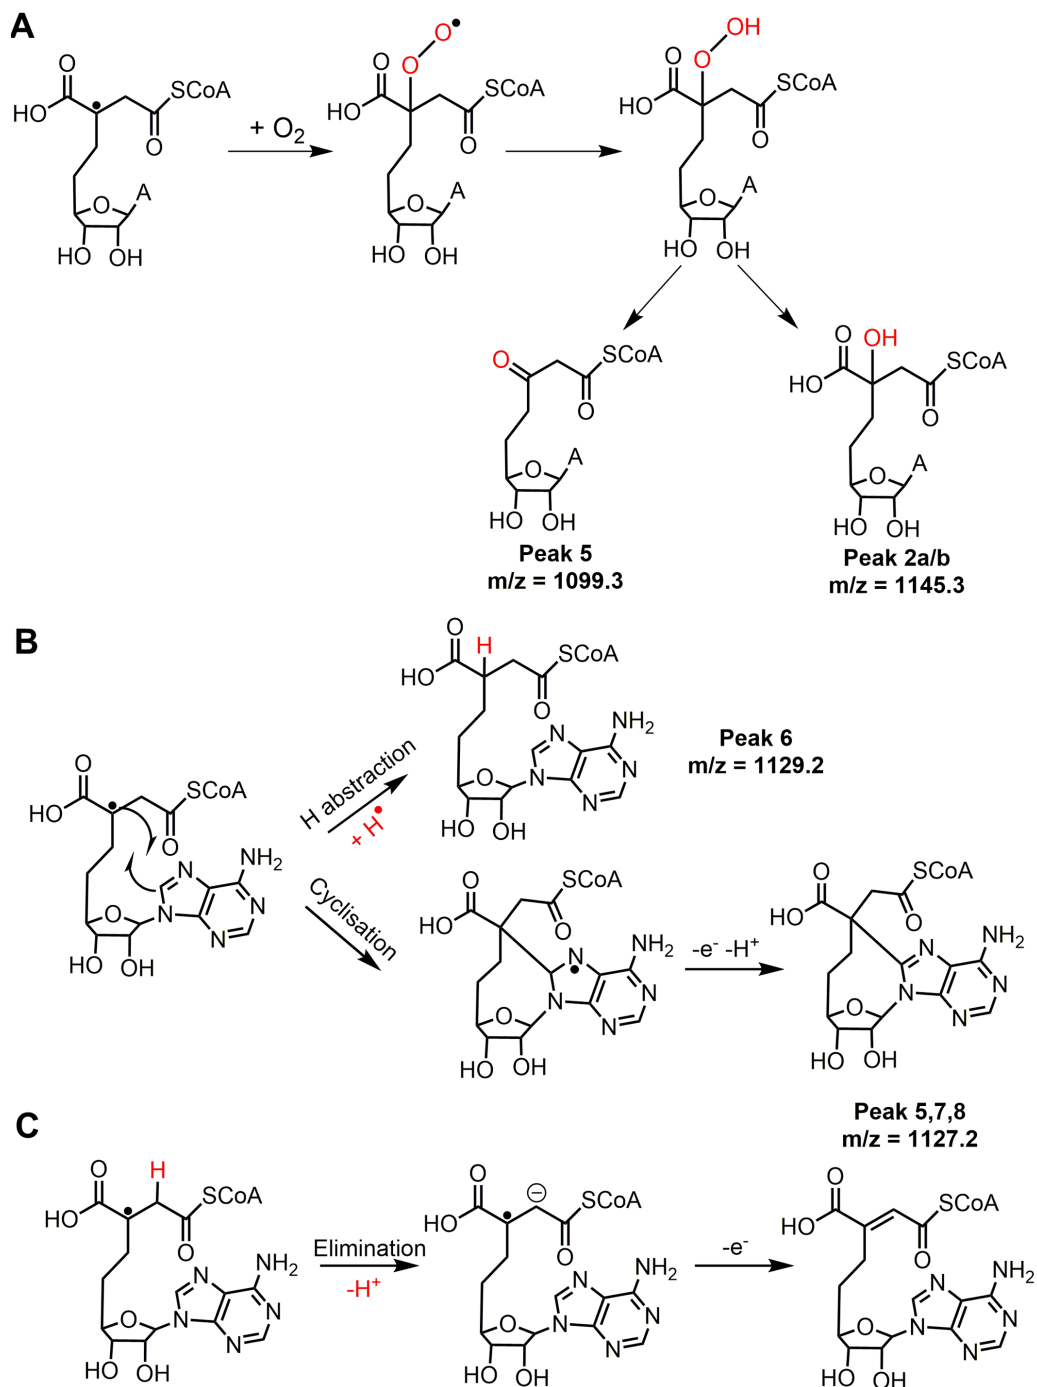 A
O
HO
SCoA
O
O
A
HO
OH
+ O2
O•
O
O
HO
SCoA
O
O
A
HO
OH
OH
O
O
HO
SCoA
O
O
A
HO
OH
O
SCoA
O
O
A
HO
OH
Peak 5
m/z = 1099.3
O
OH
HO
SCoA
O
O
A
HO
OH
Peak 2a/b
m/z = 1145.3
B
O
HO
SCoA
O
N
NH2
N
N
N
O
HO
OH
H abstraction
+ H•
O
H
HO
SCoA
O
N
NH2
N
N
N
O
HO
OH
Peak 6
m/z = 1129.2
Cyclisation
O
HO
SCoA
O
N
NH2
N
N
N
O
HO
OH
-e- -H+
O
HO
SCoA
O
N
NH2
N
N
N
O
HO
OH
Peak 5,7,8
m/z = 1127.2
C
O
H
HO
SCoA
O
N
NH2
N
N
N
O
HO
OH
Elimination
-H+
O
−
HO
SCoA
O
N
NH2
N
N
N
O
HO
OH
-e-
O
HO
SCoA
O
N
NH2
N
N
N
O
HO
OH